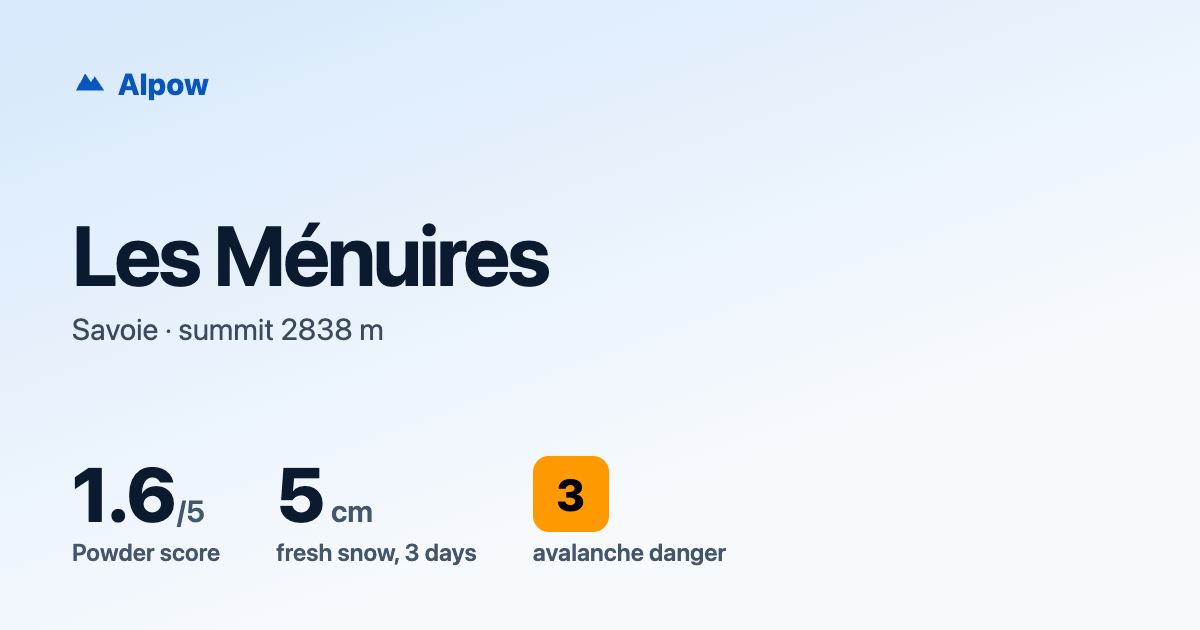 Alpow
Les Ménuires
Savoie · summit 2838 m
1.6/5
Powder score
5 cm
fresh snow, 3 days
3
avalanche danger